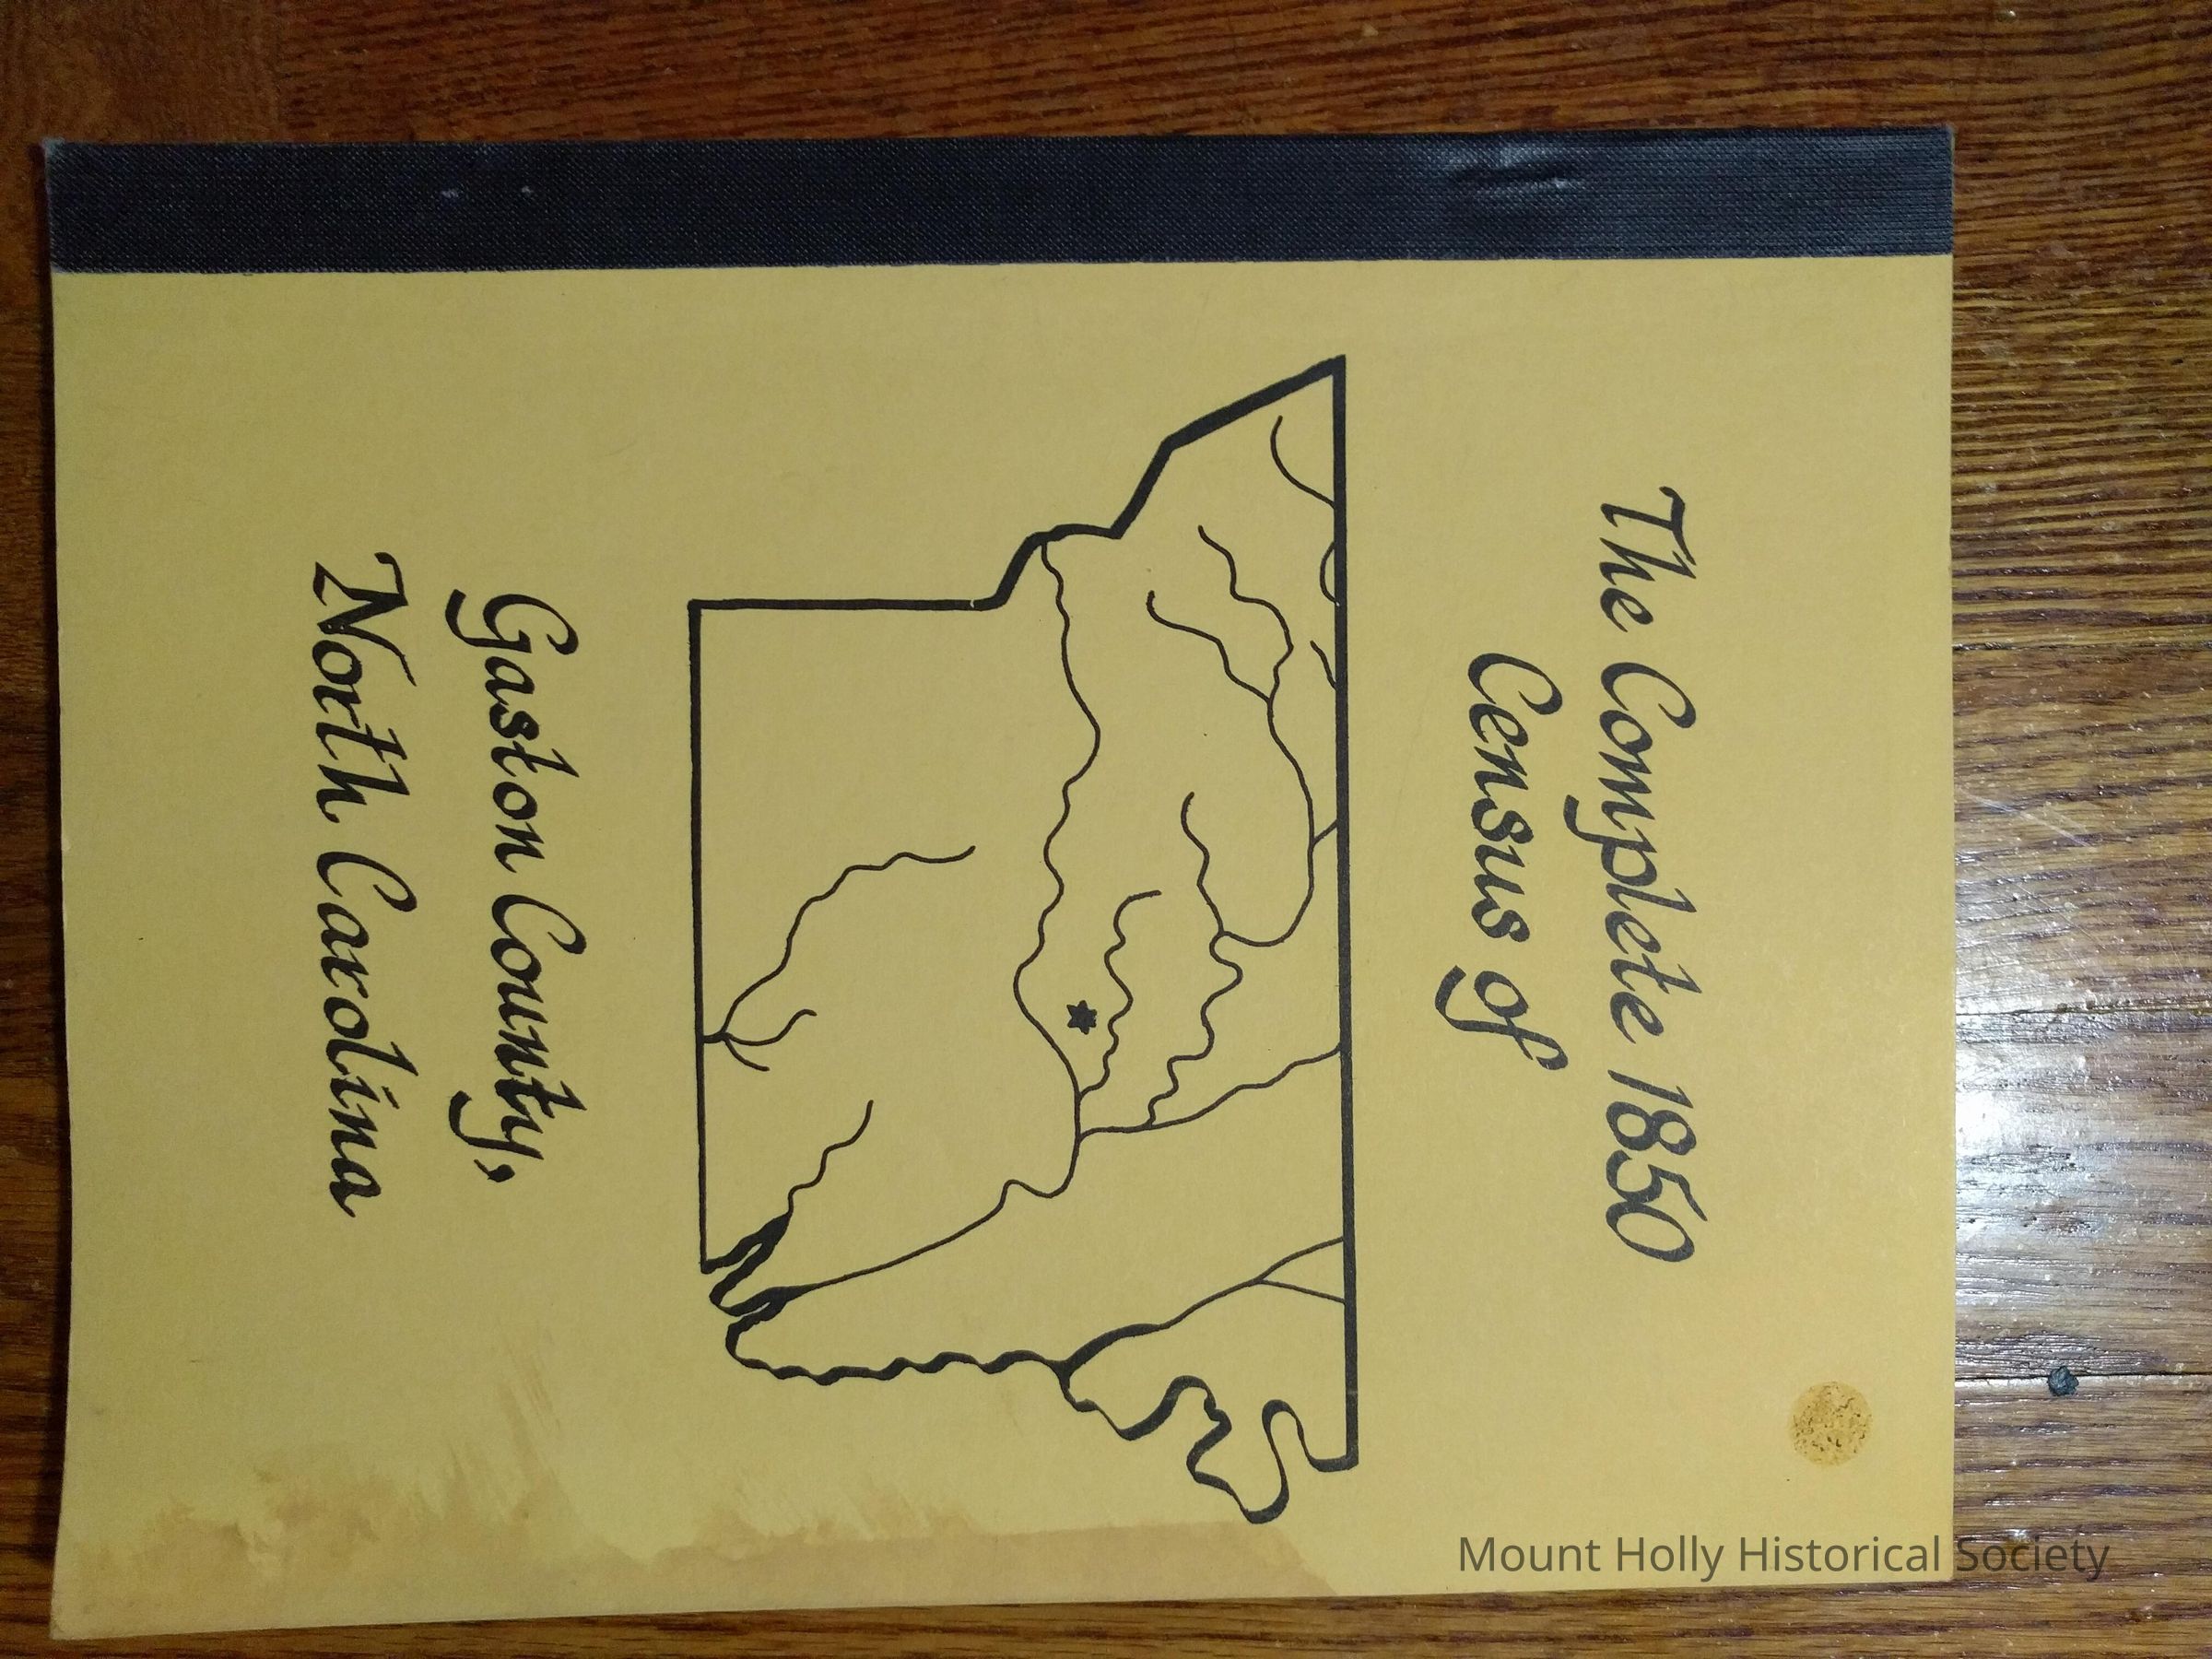 The Complete 1850
Census of
Gaston County,
North Carolina
Mount Holly Historical Society